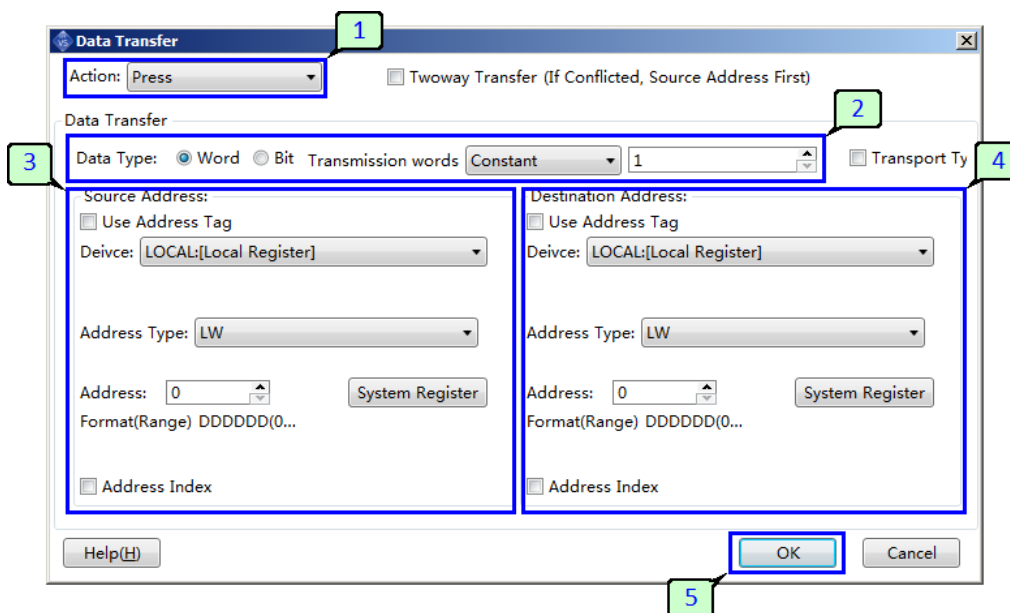 1
VS Data Transfer
Action: Press Twoway Transfer (If Conflicted, Source Address First)
Data Transfer
2
3
Data Type: Word Bit Transmission words Constant 1 Transport Ty
4
Source Address: Destination Address:
Use Address Tag Use Address Tag
Deivce: LOCAL:[Local Register] Deivce: LOCAL:[Local Register]
Address Type: LW Address Type: LW
Address: 0 System Register Address: 0 System Register
Format(Range) DDDDDD(0... Format(Range) DDDDDD(0...
Address Index Address Index
Help(H) OK Cancel
5